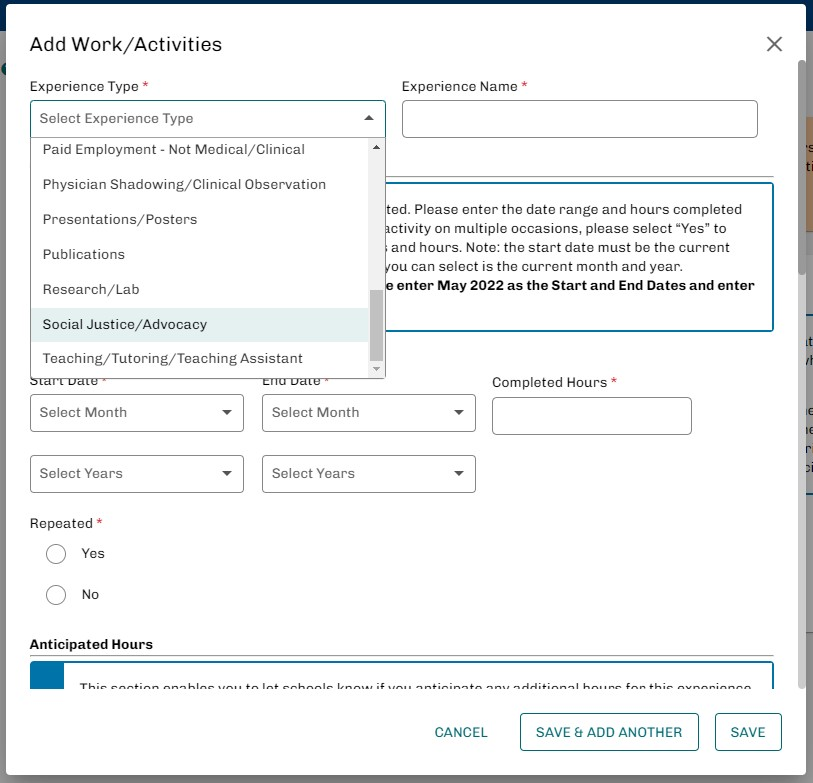 Add Work/Activities
Experience Type *
Experience Name *
Select Experience Type
Paid Employment - Not Medical/Clinical
Physician Shadowing/Clinical Observation
Presentations/Posters
Publications
Research/Lab
Social Justice/Advocacy
Teaching/Tutoring/Teaching Assistant
ted. Please enter the date range and hours completed
activity on multiple occasions, please select “Yes” to
and hours. Note: the start date must be the current
you can select is the current month and year.
e enter May 2022 as the Start and End Dates and enter
Start Date *
End Date *
Completed Hours *
Select Month
Select Month
Select Years
Select Years
Repeated *
Yes
No
Anticipated Hours
This section enables you to let schools know if you anticipate any additional hours for this experience
CANCEL
SAVE & ADD ANOTHER
SAVE